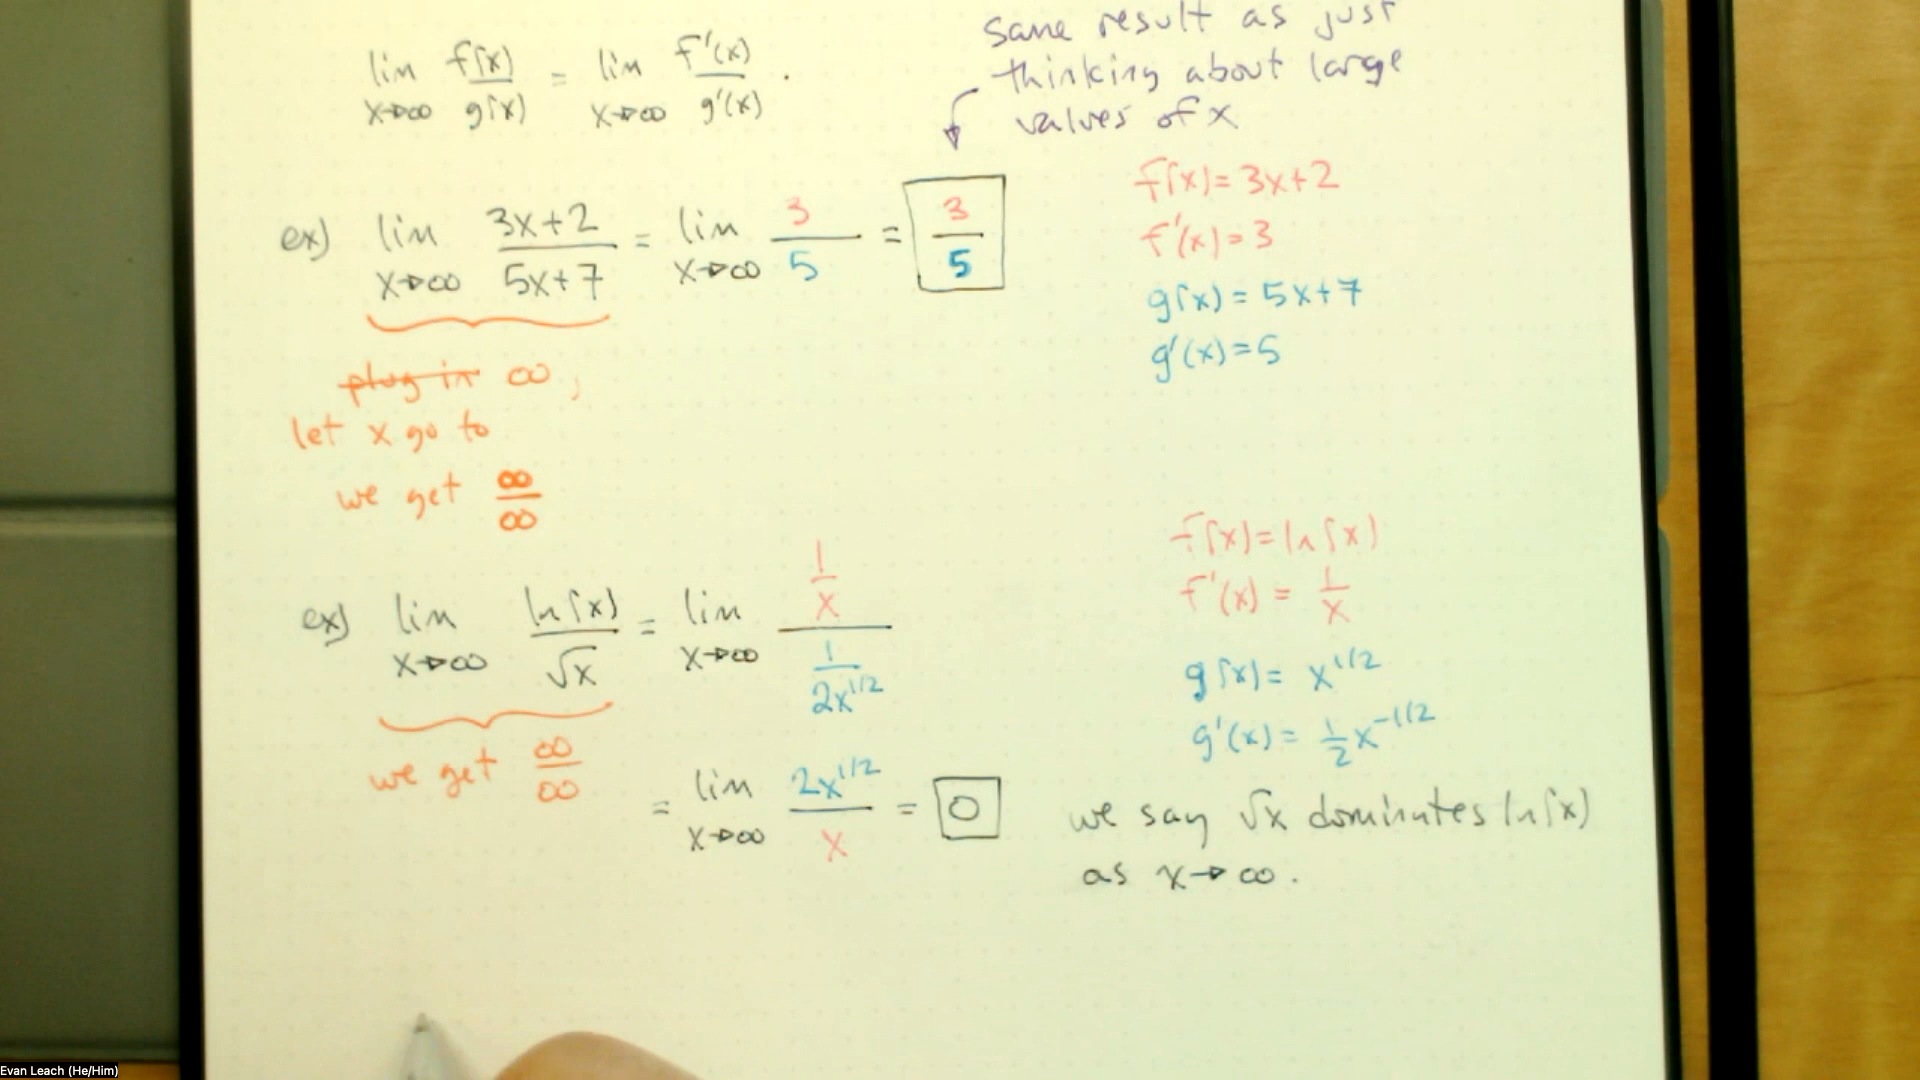 lim f(x)/g(x) = lim f'(x)/g'(x) .
x→∞ x→∞
same result as just
thinking about large
values of x
ex) lim (3x+2)/(5x+7) = lim 3/5 = 3/5
x→∞ x→∞
f(x)=3x+2
f'(x)=3
g(x)=5x+7
g'(x)=5
plug in ∞,
let x go to
we get ∞/∞
ex) lim ln(x)/√x = lim (1/x)/(1/(2x^1/2))
x→∞ x→∞
we get ∞/∞
= lim 2x^1/2/x = 0
x→∞
f(x)=ln(x)
f'(x)= 1/x
g(x)= x^1/2
g'(x)= 1/2 x^-1/2
we say √x dominates ln(x)
as x→∞.
Evan Leach (He/Him)